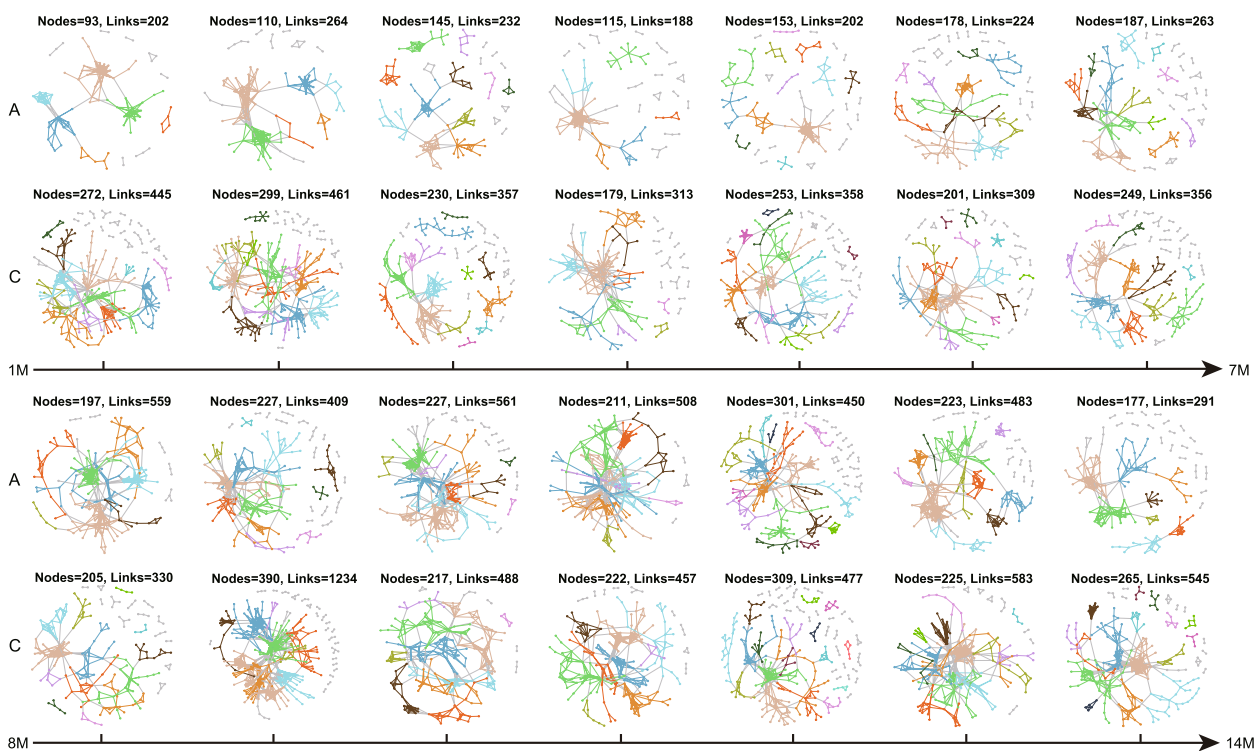 Nodes=93, Links=202 Nodes=110, Links=264 Nodes=145, Links=232 Nodes=115, Links=188 Nodes=153, Links=202 Nodes=178, Links=224 Nodes=187, Links=263
A
Nodes=272, Links=445 Nodes=299, Links=461 Nodes=230, Links=357 Nodes=179, Links=313 Nodes=253, Links=358 Nodes=201, Links=309 Nodes=249, Links=356
C
1M 7M
Nodes=197, Links=559 Nodes=227, Links=409 Nodes=227, Links=561 Nodes=211, Links=508 Nodes=301, Links=450 Nodes=223, Links=483 Nodes=177, Links=291
A
Nodes=205, Links=330 Nodes=390, Links=1234 Nodes=217, Links=488 Nodes=222, Links=457 Nodes=309, Links=477 Nodes=225, Links=583 Nodes=265, Links=545
C
8M 14M